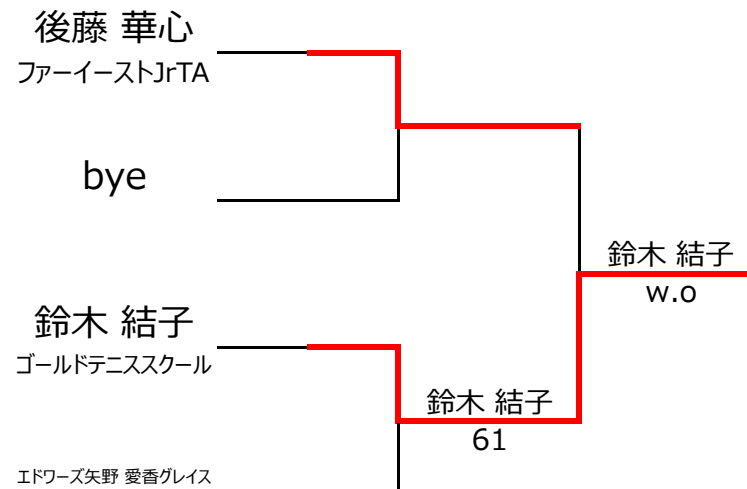 後藤 華心
ファーイーストJrTA
bye
鈴木 結子
w.o
鈴木 結子
ゴールドテニススクール
鈴木 結子
61
エドワーズ矢野 愛香グレイス